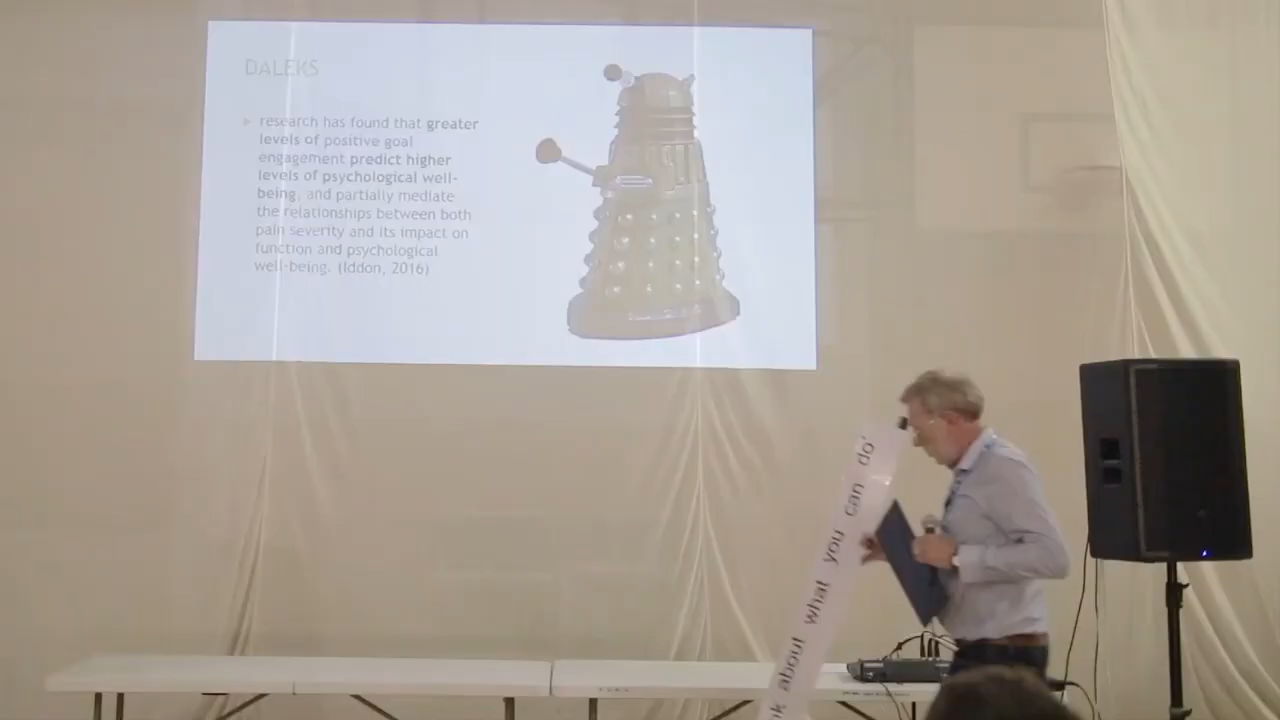 DALEKS
research has found that greater
levels of positive goal
engagement predict higher
levels of psychological well-
being, and partially mediate
the relationships between both
pain severity and its impact on
function and psychological
well-being. (Iddon, 2016)
about what you can do'